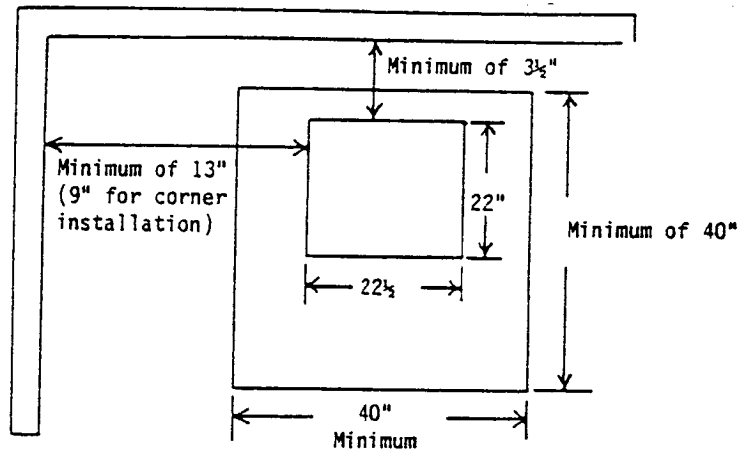 Minimum of 3½"
Minimum of 13"
(9" for corner
installation)
22"
Minimum of 40"
22½
40"
Minimum